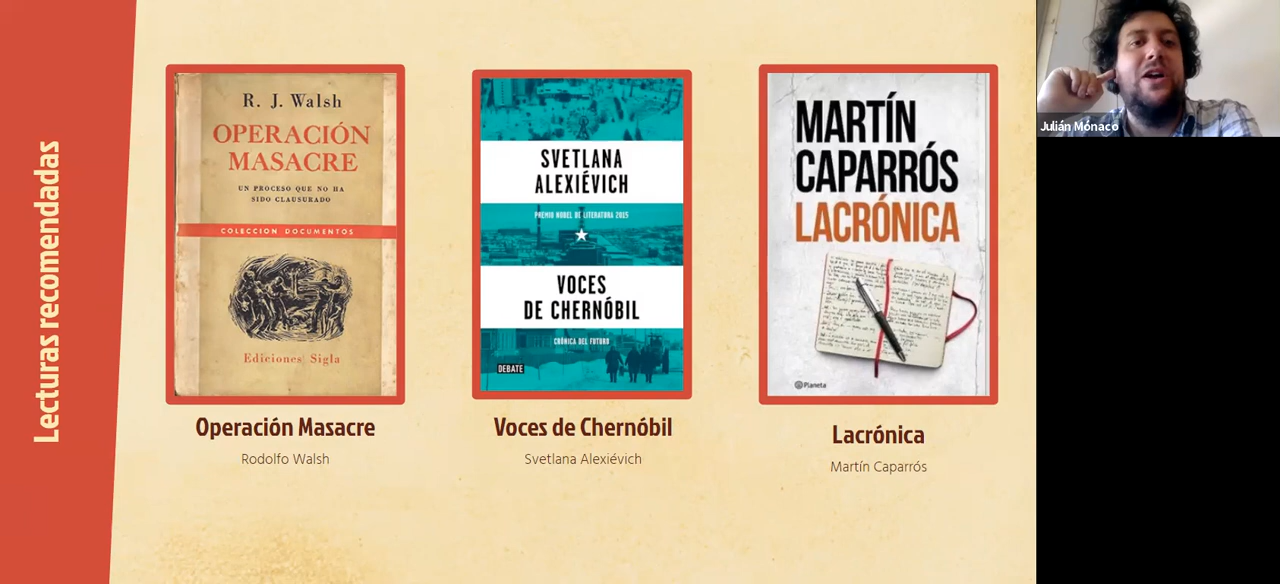 Lecturas recomendadas
R. J. Walsh
OPERACIÓN
MASACRE
UN PROCESO QUE NO HA
SIDO CLAUSURADO
COLECCION DOCUMENTOS
Ediciones Sigla
Operación Masacre
Rodolfo Walsh
SVETLANA
ALEXIÉVICH
PREMIO NOBEL DE LITERATURA 2015
VOCES
DE CHERNÓBIL
CRÓNICA DEL FUTURO
DEBATE
Voces de Chernóbil
Svetlana Alexiévich
MARTÍN
CAPARRÓS
LACRÓNICA
Planeta
Lacrónica
Martín Caparrós
Julián Mónaco